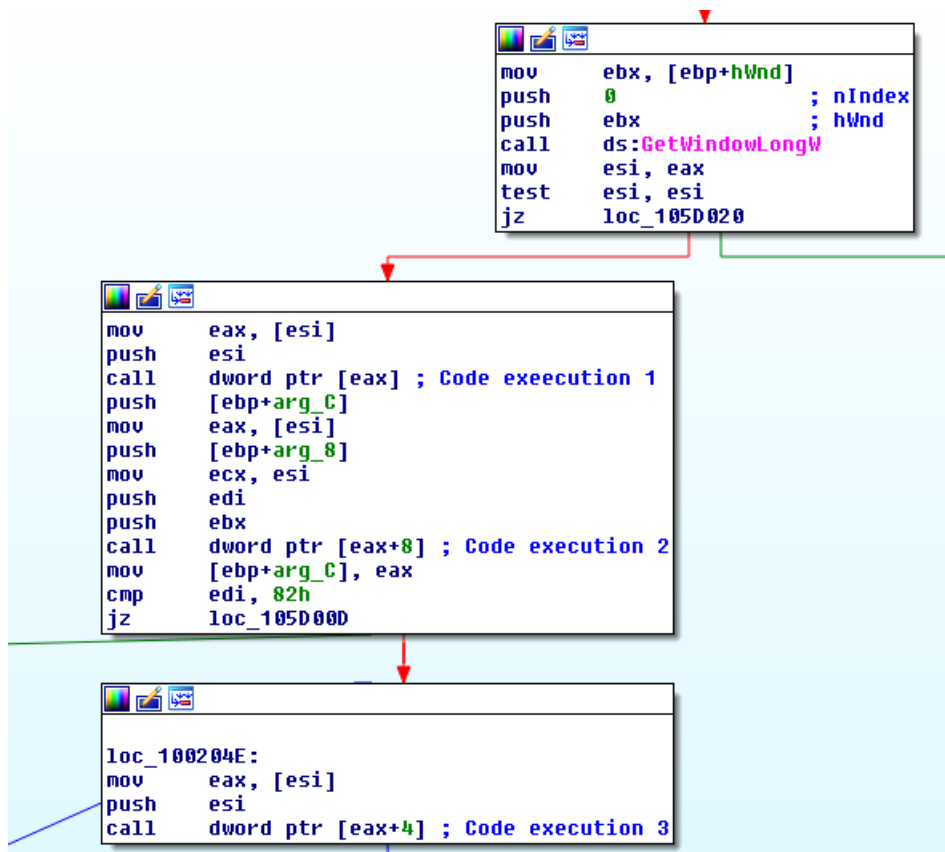 mov ebx, [ebp+hWnd]
push 0 ; nIndex
push ebx ; hWnd
call ds:GetWindowLongW
mov esi, eax
test esi, esi
jz loc_105D020
mov eax, [esi]
push esi
call dword ptr [eax] ; Code exeecution 1
push [ebp+arg_C]
mov eax, [esi]
push [ebp+arg_8]
mov ecx, esi
push edi
push ebx
call dword ptr [eax+8] ; Code execution 2
mov [ebp+arg_C], eax
cmp edi, 82h
jz loc_105D00D
loc_100204E:
mov eax, [esi]
push esi
call dword ptr [eax+4] ; Code execution 3